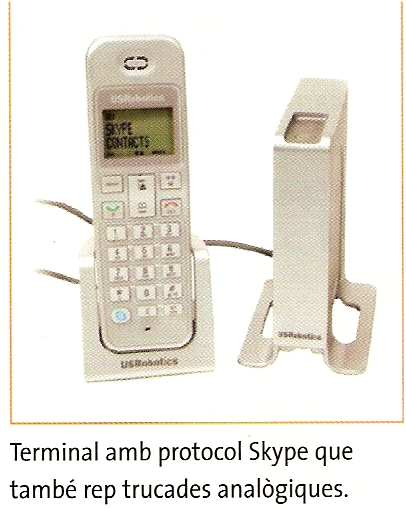 USRobotics
SKYPE
CONTACTS
USRobotics
USRobotics
Terminal amb protocol Skype que
també rep trucades analògiques.